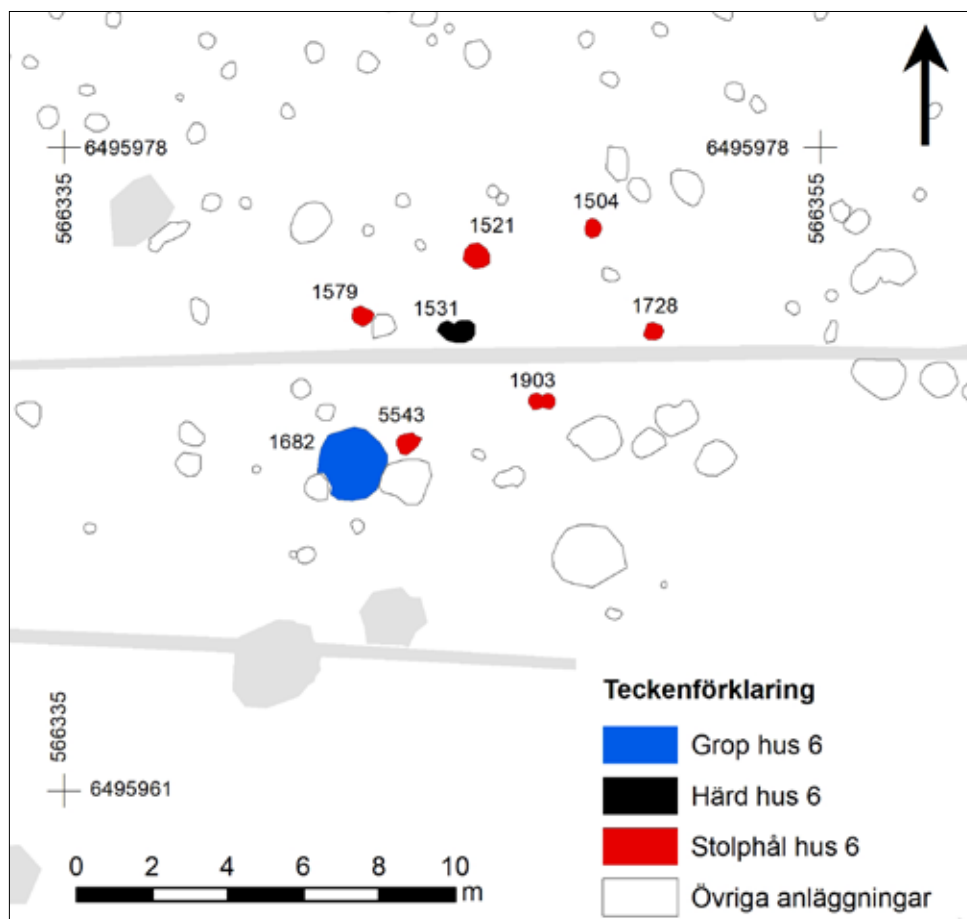 6495978
6495978
566335
566355
1504
1521
1579
1531
1728
1903
5543
1682
566335
6495961
Teckenförklaring
Grop hus 6
Härd hus 6
Stolphål hus 6
Övriga anläggningar
0 2 4 6 8 10
m